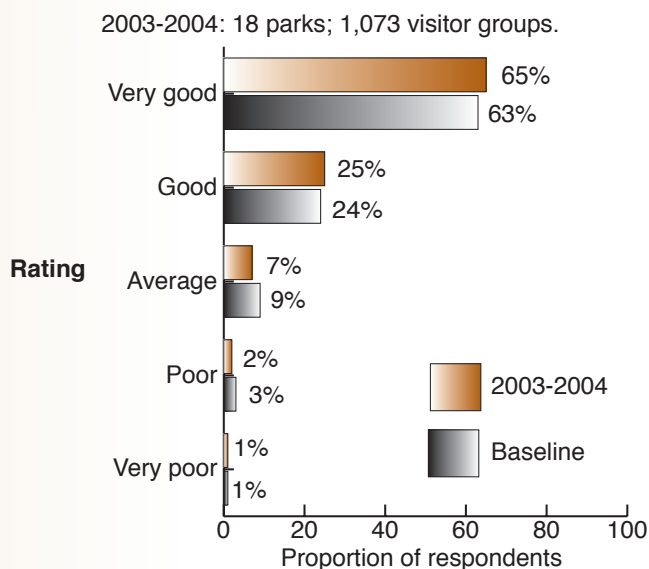 2003-2004: 18 parks; 1,073 visitor groups.
Very good
65%
63%
Good
25%
24%
Rating
Average
7%
9%
Poor
2%
3%
2003-2004
Very poor
1%
1%
Baseline
0 20 40 60 80 100
Proportion of respondents